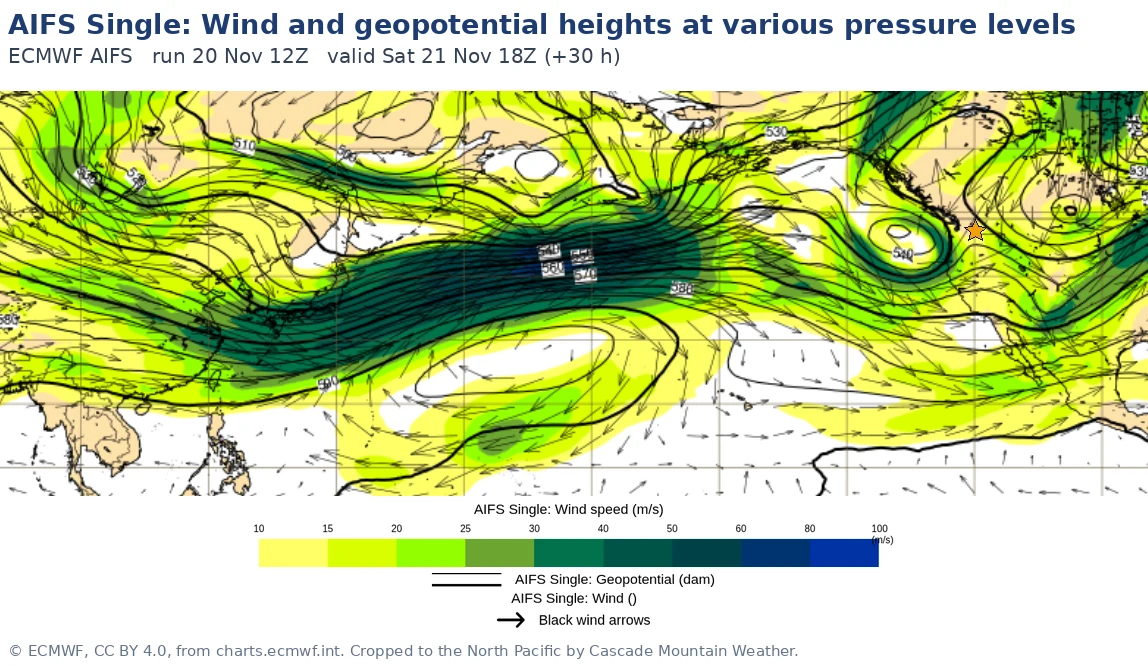 AIFS Single: Wind and geopotential heights at various pressure levels
ECMWF AIFS run 20 Nov 12Z valid Sat 21 Nov 18Z (+30 h)
530
510
540
560
570
580
540
580
AIFS Single: Wind speed (m/s)
10 15 20 25 30 40 50 60 80 100
(m/s)
AIFS Single: Geopotential (dam)
AIFS Single: Wind ()
Black wind arrows
© ECMWF, CC BY 4.0, from charts.ecmwf.int. Cropped to the North Pacific by Cascade Mountain Weather.